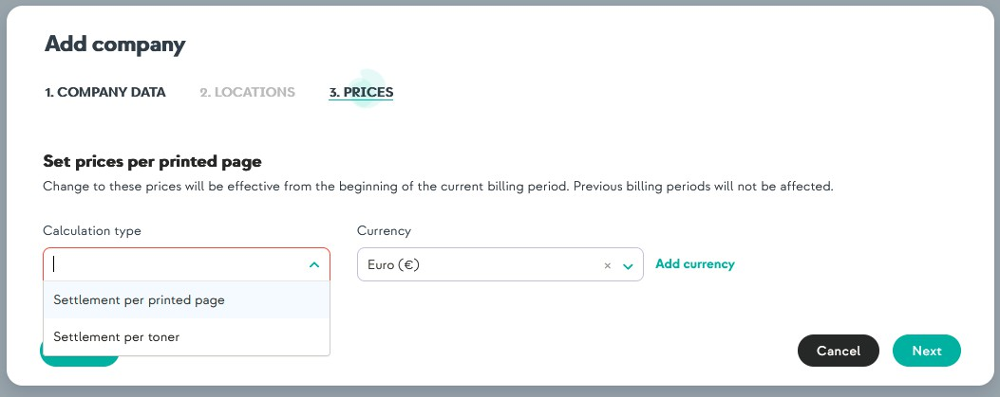 Add company
1. COMPANY DATA 2. LOCATIONS 3. PRICES
Set prices per printed page
Change to these prices will be effective from the beginning of the current billing period. Previous billing periods will not be affected.
Calculation type Currency
Euro (€) × Add currency
Settlement per printed page
Settlement per toner
Cancel Next